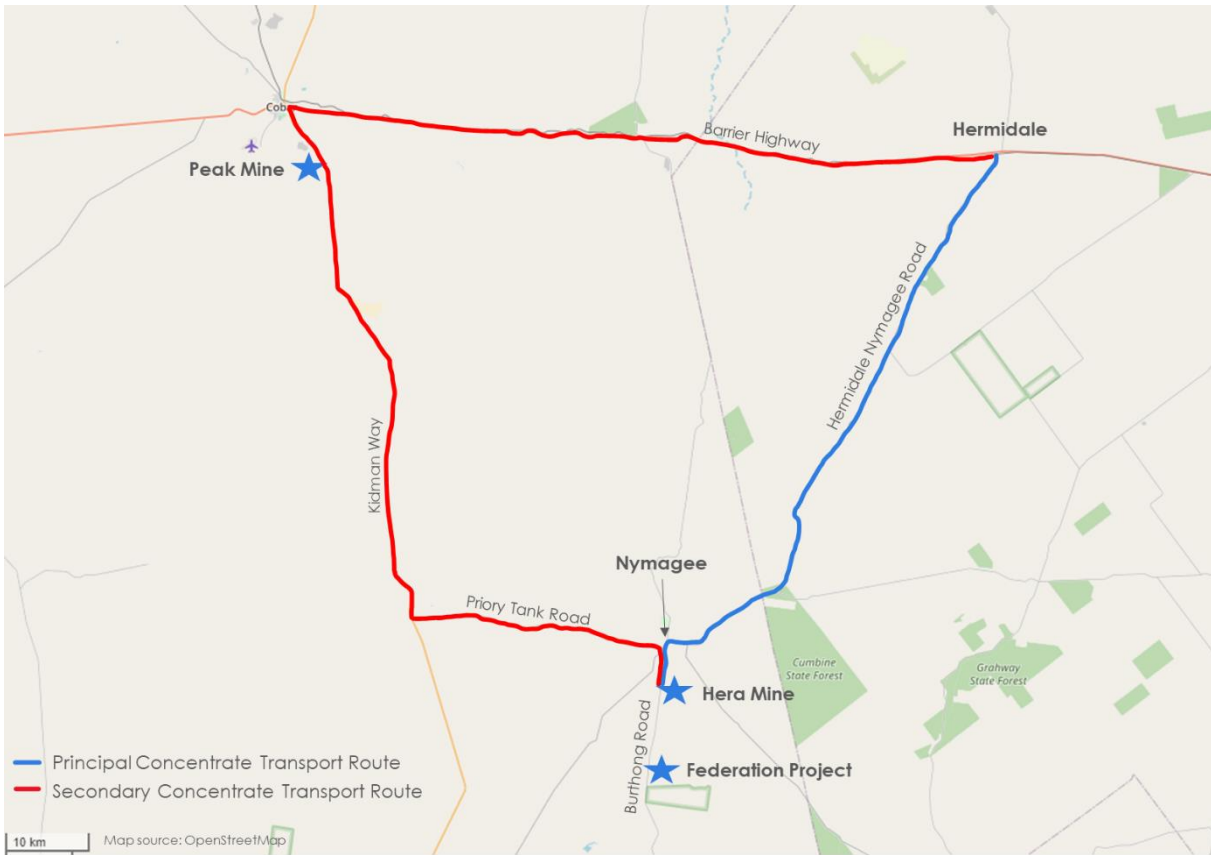 Cob
Peak Mine
Barrier Highway
Hermidale
Hermidale Nymagee Road
Kidman Way
Nymagee
Priory Tank Road
Cumbine
State Forest
Grahway
State Forest
Hera Mine
Burthong Road
Federation Project
Principal Concentrate Transport Route
Secondary Concentrate Transport Route
10 km
Map source: OpenStreetMap